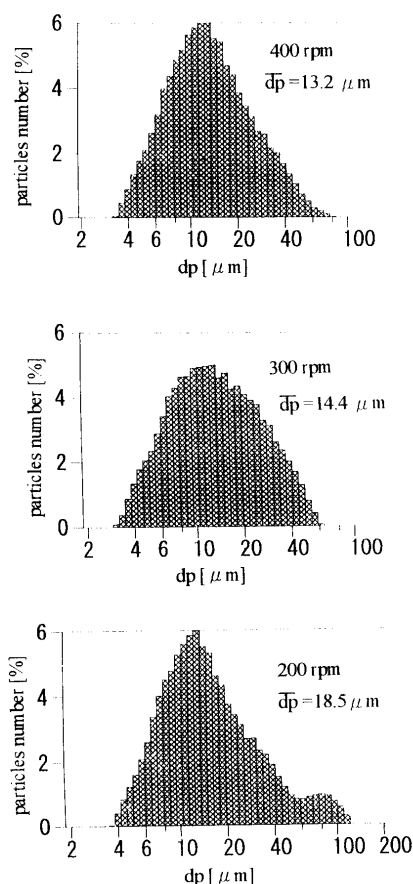 6
400 rpm
d̅p̅ =13.2 μm
4
particles number [%]
2
0
2 4 6 10 20 40 100
dp [ μm ]
6
300 rpm
d̅p̅ =14.4 μm
4
particles number [%]
2
0
2 4 6 10 20 40 100
dp [ μm ]
6
200 rpm
d̅p̅ =18.5 μm
4
particles number [%]
2
0
2 4 6 10 20 40 100 200
dp [ μm ]